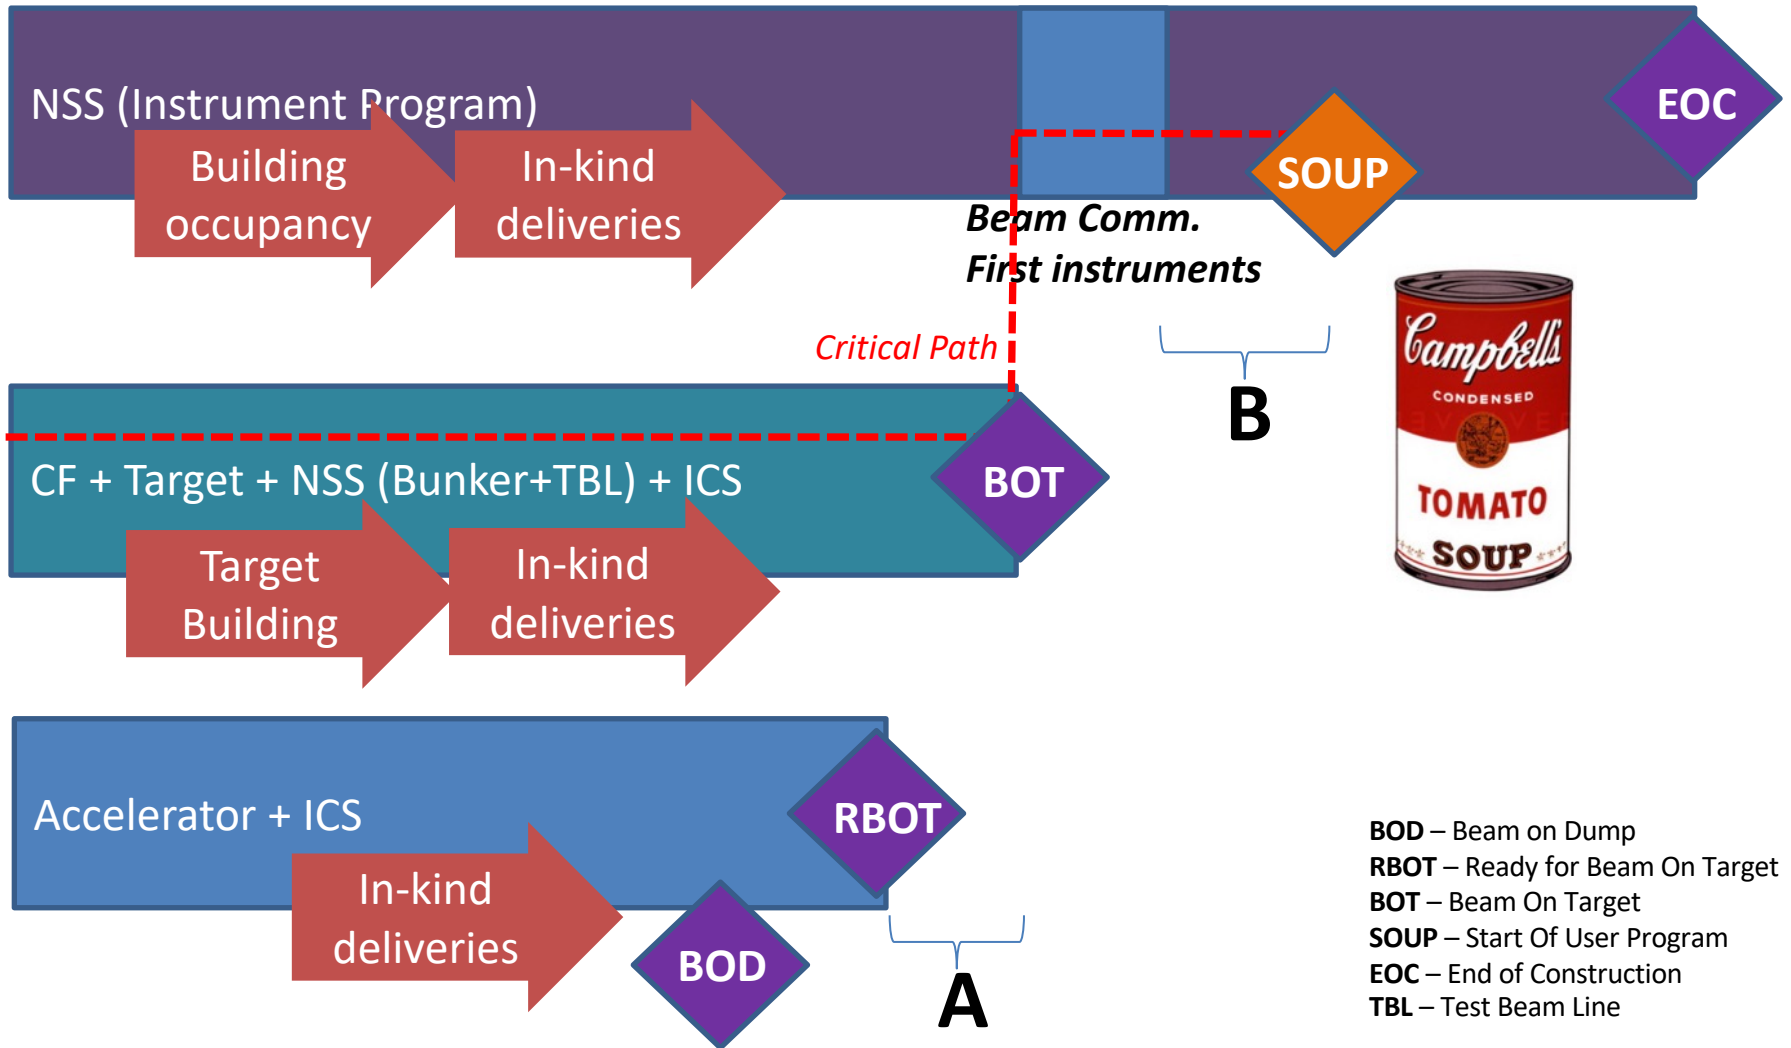 NSS (Instrument Program)
EOC
Building
occupancy
In-kind
deliveries
SOUP
Beam Comm.
First instruments
Critical Path
B
Campbell's
CONDENSED
TOMATO
SOUP
CF + Target + NSS (Bunker+TBL) + ICS
BOT
Target
Building
In-kind
deliveries
Accelerator + ICS
RBOT
In-kind
deliveries
BOD
A
BOD – Beam on Dump
RBOT – Ready for Beam On Target
BOT – Beam On Target
SOUP – Start Of User Program
EOC – End of Construction
TBL – Test Beam Line